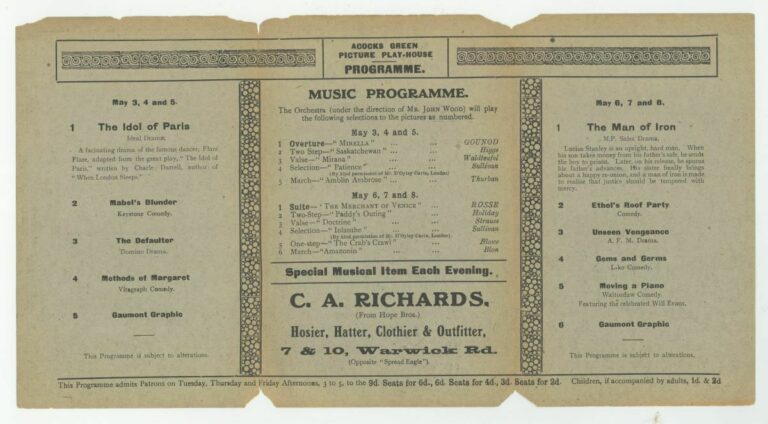 ACOCKS GREEN
PICTURE PLAY-HOUSE
PROGRAMME.
May 3, 4 and 5.
1 The Idol of Paris
Ideal Drama.
A facinating drama of the famous dancer, Flare
Flare, adapted from the great play, "The Idol of
Paris," written by Charles Darrell, author of
"When London Sleeps."
2 Mabel's Blunder
Keystone Comedy.
3 The Defaulter
Domino Drama.
4 Methods of Margaret
Vitagraph Comedy.
5 Gaumont Graphic
This Programme is subject to alterations.
MUSIC PROGRAMME.
The Orchestra (under the direction of MR. JOHN WOOD) will play
the following selections to the pictures as numbered.
May 3, 4 and 5.
1 Overture—"MIRELLA" ... ... GOUNOD
2 Two Step—"Saskatchewan" ... ... Higgs
3 Valse—"Mitana" ... ... Waldteufel
4 Selection—"Patience" ... Sullivan
(By kind permission of Mr. D'Oyley Carte, London)
5 March—"Amblin Ambrose" ... ... Thurban
May 6, 7 and 8.
1 Suite—"THE MERCHANT OF VENICE" ... ROSSE
2 Two-Step—"Paddy's Outing" ... Holiday
3 Valse—"Doctrine" ... ... Strauss
4 Selection—"Iolanthe" ... Sullivan
(By kind permission of Mr. D'Oyley Carte, London)
5 One-step—"The Crab's Crawl" ... Blowe
6 March—"Amazonin" ... ... Blon
Special Musical Item Each Evening.
C. A. RICHARDS,
(From Hope Bros.)
Hosier, Hatter, Clothier & Outfitter,
7 & 10, Warwick Rd.
(Opposite "Spread Eagle").
May 6, 7 and 8.
1 The Man of Iron
M.P. Sales Drama.
Lucius Stanley is an upright, hard man. When
his son takes money from his father's safe, he sends
the boy to prison. Later, on his release, he spurns
his father's advances. His sister finally brings
about a happy re-union, and a man of iron is made
to realise that justice should be tempered with
mercy.
2 Ethel's Roof Party
Comedy.
3 Unseen Vengeance
A. F. M. Drama.
4 Gems and Germs
Luko Comedy.
5 Moving a Piano
Waiterdaw Comedy.
Featuring the celebrated Will Evans.
6 Gaumont Graphic
This Programme is subject to alterations.
This Programme admits Patrons on Tuesday, Thursday and Friday Afternoons, 3 to 5, to the 9d. Seats for 6d., 6d. Seats for 4d., 3d. Seats for 2d. Children, if accompanied by adults, 1d. & 2d